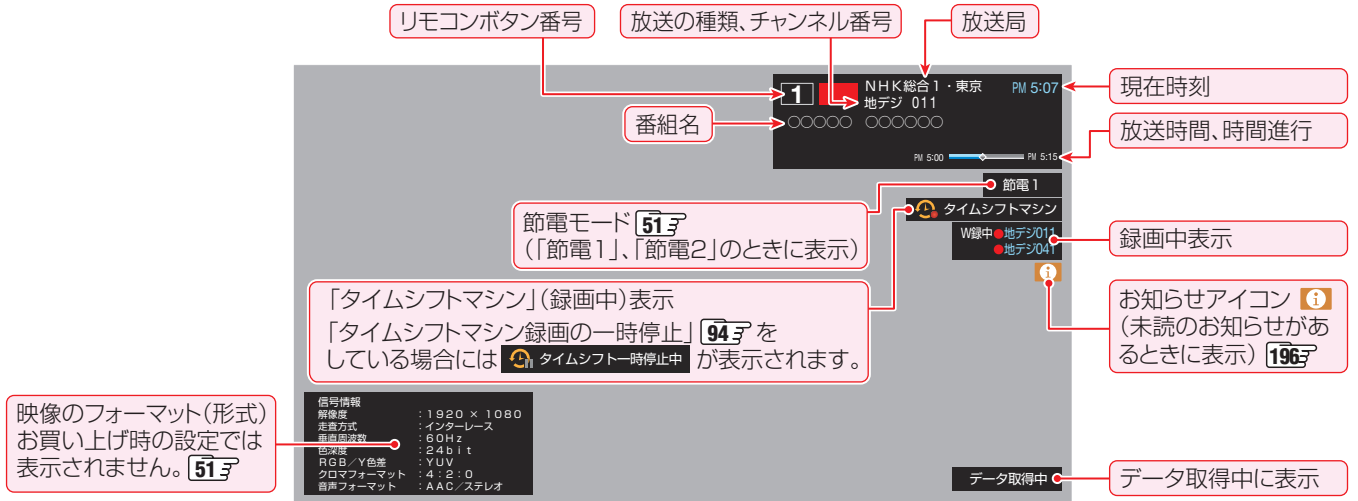 リモコンボタン番号
放送の種類、チャンネル番号
放送局
1
NHK総合1・東京
PM 5:07
地デジ 011
○○○○○ ○○○○○○
PM 5:00
PM 5:15
現在時刻
番組名
放送時間、時間進行
節電1
節電モード 51
(「節電1」、「節電2」のときに表示)
タイムシフトマシン
W録中●地デジ011
●地デジ041
録画中表示
「タイムシフトマシン」(録画中)表示
「タイムシフトマシン録画の一時停止」 94 を
している場合には タイムシフト一時停止中 が表示されます。
お知らせアイコン
(未読のお知らせがあ
るときに表示) 196
映像のフォーマット(形式)
お買い上げ時の設定では
表示されません。 51
信号情報
解像度 :1920 × 1080
走査方式 :インターレース
垂直周波数 :60Hz
色深度 :24bit
RGB/Y色差 :YUV
クロマフォーマット :4:2:0
音声フォーマット :AAC/ステレオ
データ取得中
データ取得中に表示